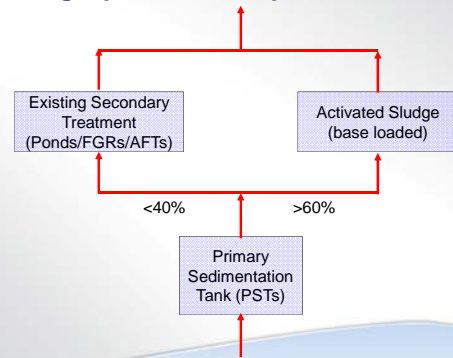 Existing Secondary
Treatment
(Ponds/FGRs/AFTs)
Activated Sludge
(base loaded)
<40%
>60%
Primary
Sedimentation
Tank (PSTs)